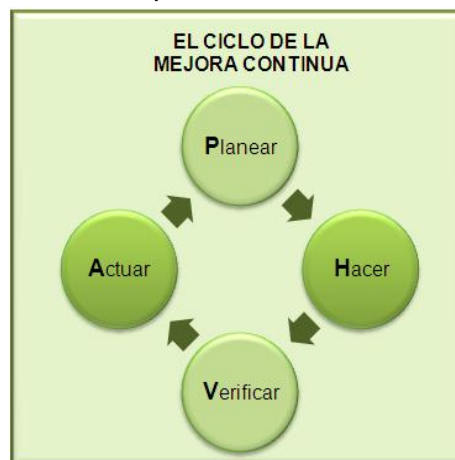 EL CICLO DE LA
MEJORA CONTINUA
Planear
Actuar
Hacer
Verificar